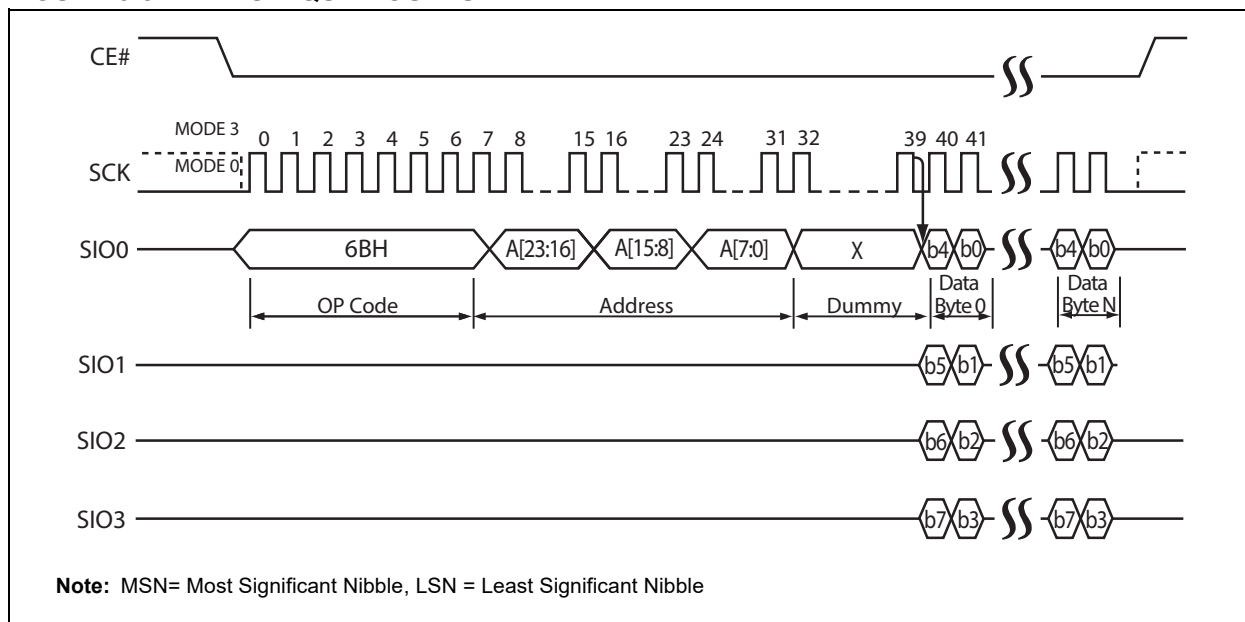 CE#
MODE 3
0 1 2 3 4 5 6 7 8 15 16 23 24 31 32 39 40 41
MODE 0
SCK
SIO0 6BH A[23:16] A[15:8] A[7:0] X b4 b0 b4 b0
OP Code Address Dummy Data Byte 0 Data Byte N
SIO1 b5 b1 b5 b1
SIO2 b6 b2 b6 b2
SIO3 b7 b3 b7 b3
Note: MSN= Most Significant Nibble, LSN = Least Significant Nibble